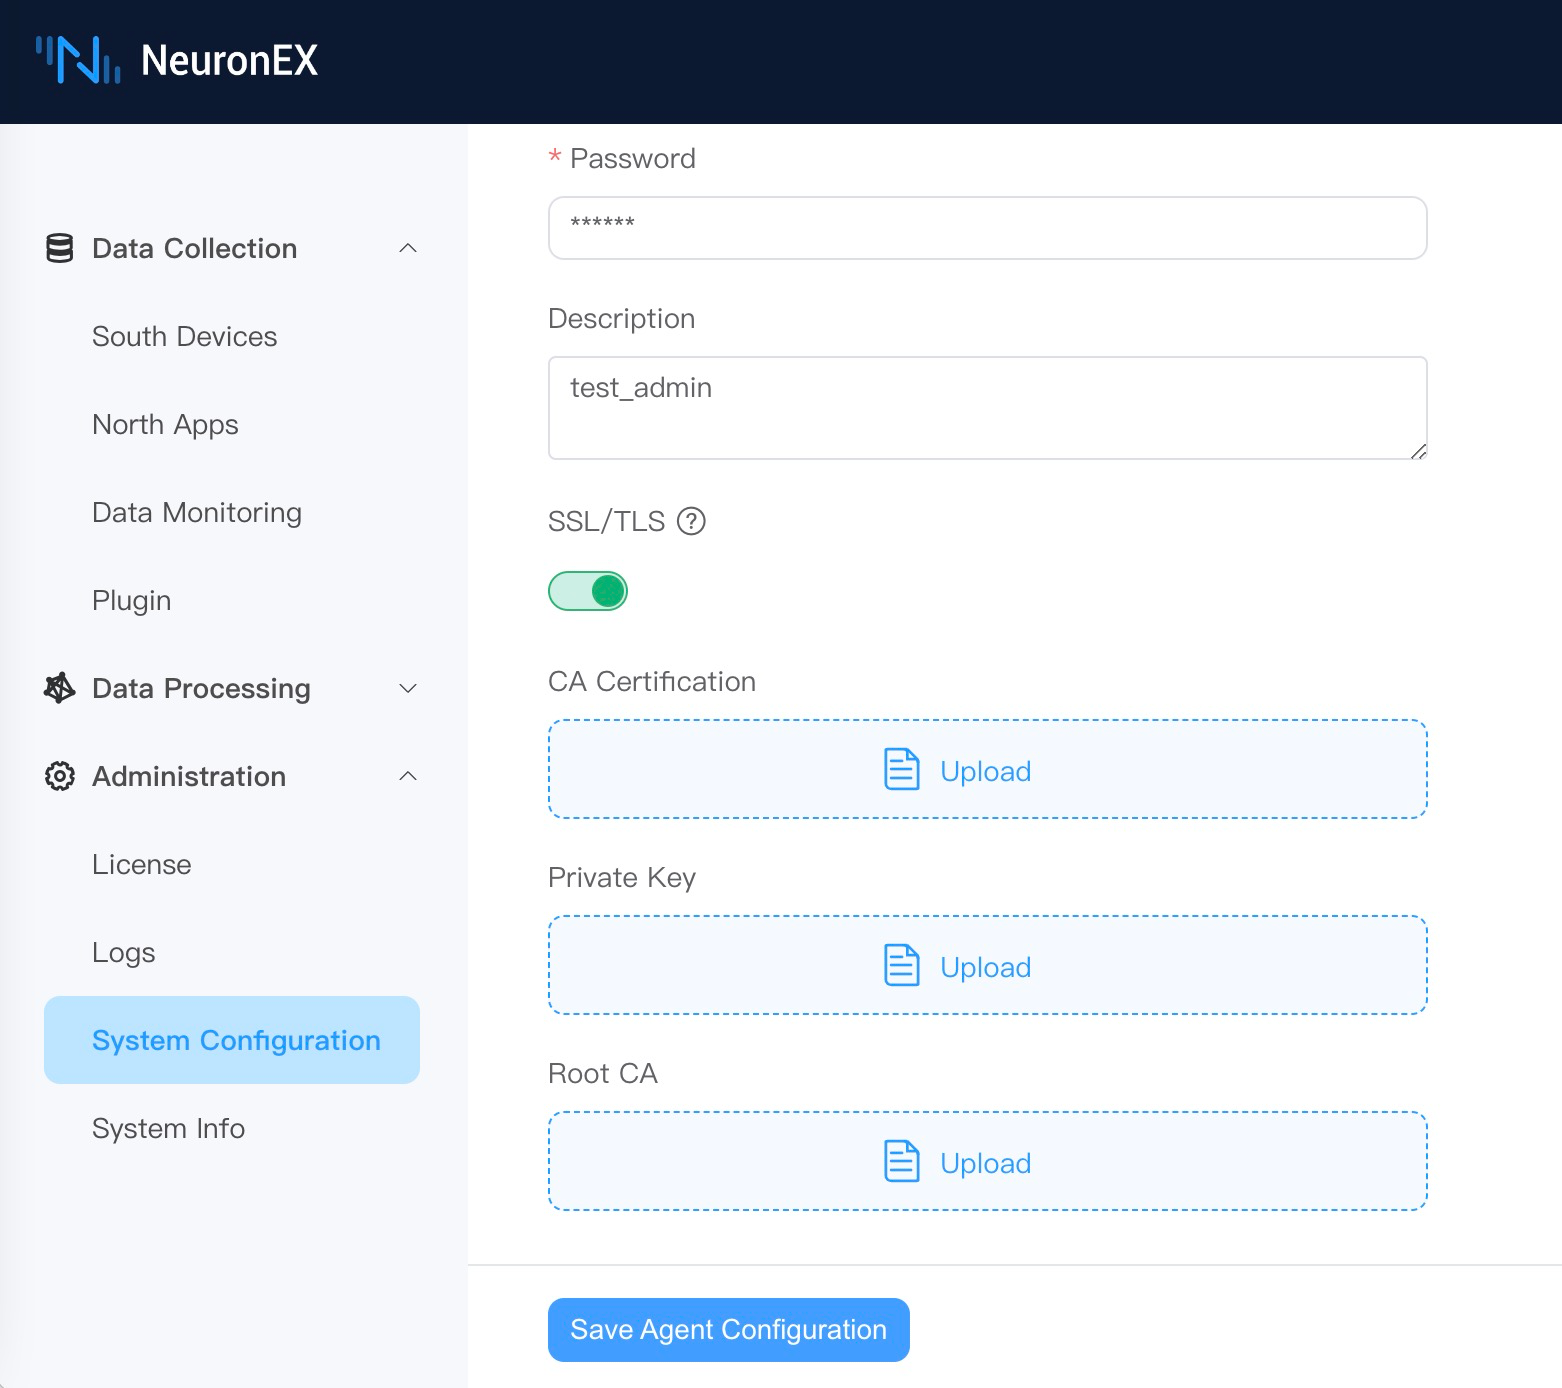 NeuronEX
Data Collection
South Devices
North Apps
Data Monitoring
Plugin
Data Processing
Administration
License
Logs
System Configuration
System Info
* Password
******
Description
test_admin
SSL/TLS ?
CA Certification
Upload
Private Key
Upload
Root CA
Upload
Save Agent Configuration